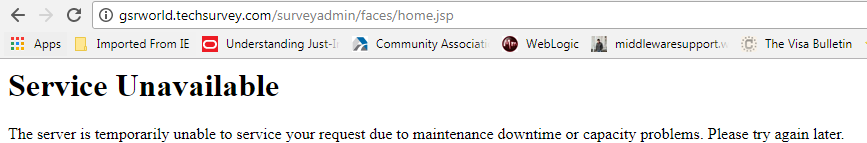 gsrworld.techsurvey.com/surveyadmin/faces/home.jsp
Apps Imported From IE Understanding Just-I Community Associati WebLogic middlewaresupport.w The Visa Bulletin
Service Unavailable
The server is temporarily unable to service your request due to maintenance downtime or capacity problems. Please try again later.